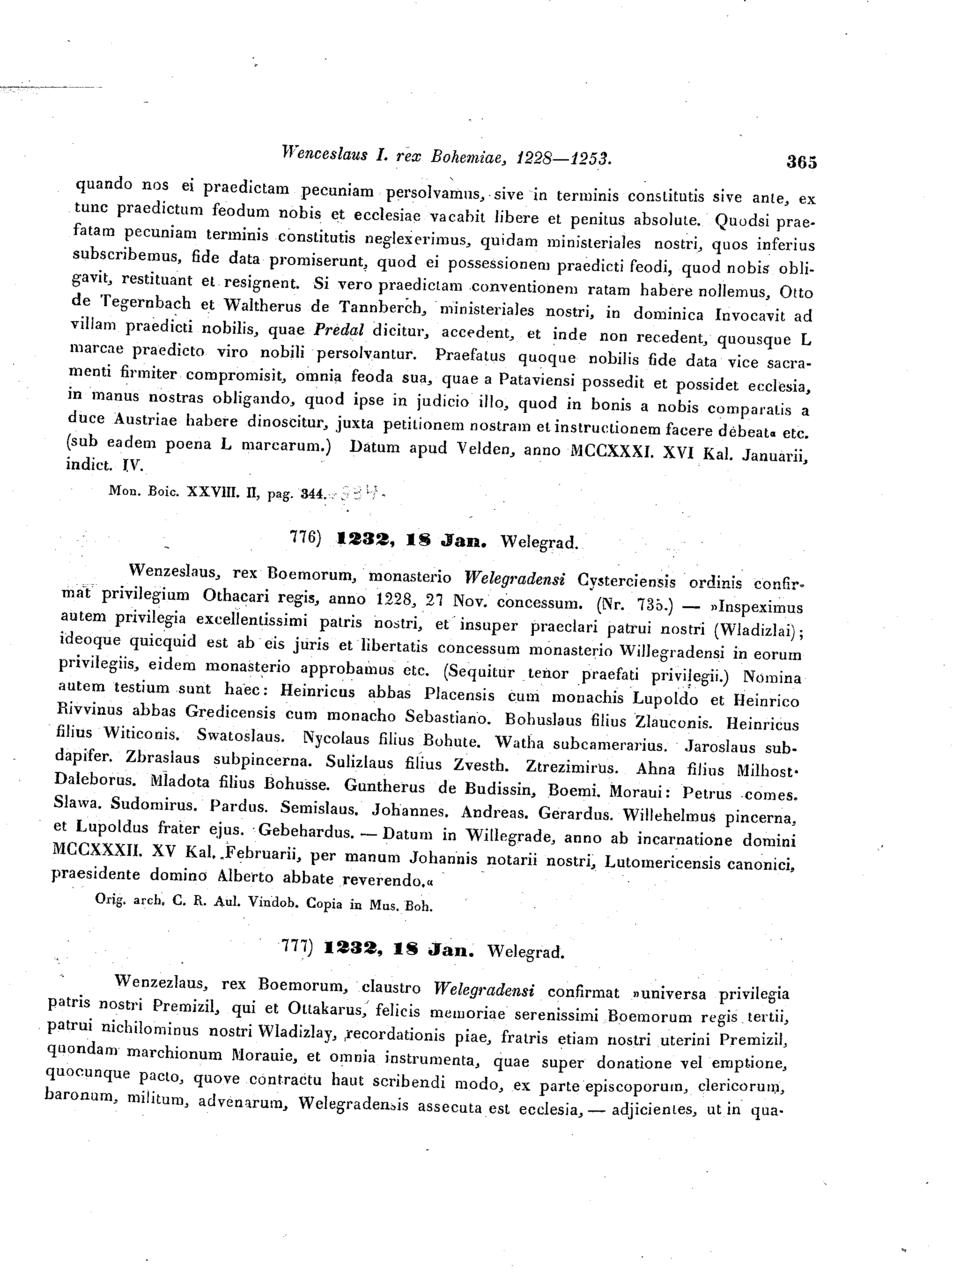 Wenceslaus I. rex Bohemiae, 1228—1253. 365
quando nos ei praedictam pecuniam persolvamus, sive in terminis constitutis sive ante, ex
tunc praedictum feodum nobis et ecclesiae vacabit libere et penitus absolute. Quodsi prae-
fatam pecuniam terminis constitutis neglexerimus, quidam ministeriales nostri, quos inferius
subscribemus, fide data promiserunt, quod ei possessionem praedicti feodi, quod nobis obli-
gavit, restituant et resignent. Si vero praedictam conventionem ratam habere nollemus, Otto
de Tegernbach et Waltherus de Tannberch, ministeriales nostri, in dominica Invocavit ad
villam praedicti nobilis, quae Predal dicitur, accedent, et inde non recedent, quousque L
marcae praedicto viro nobili persolvantur. Praefatus quoque nobilis fide data vice sacra-
menti firmiter compromisit, omnia feoda sua, quae a Pataviensi possedit et possidet ecclesia,
in manus nostras obligando, quod ipse in judicio illo, quod in bonis a nobis comparatis a
duce Austriae habere dinoscitur, juxta petitionem nostram et instructionem facere debeat« etc.
(sub eadem poena L marcarum.) Datum apud Velden, anno MCCXXXI. XVI Kal. Januarii,
indict. IV.
Mon. Boic. XXVIII. II, pag. 344. 334.
776) 1232, 18 Jan. Welegrad.
Wenzeslaus, rex Boemorum, monasterio Welegradensi Cysterciensis ordinis confir-
mat privilegium Othacari regis, anno 1228, 27 Nov. concessum. (Nr. 735.) — »Inspeximus
autem privilegia excellentissimi patris nostri, et insuper praeclari patrui nostri (Wladizlai);
ideoque quicquid est ab eis juris et libertatis concessum monasterio Willegradensi in eorum
privilegiis, eidem monasterio approbamus etc. (Sequitur tenor praefati privilegii.) Nomina
autem testium sunt haec: Heinricus abbas Placensis cum monachis Lupoldo et Heinrico
Rivvinus abbas Gredicensis cum monacho Sebastiano. Bohuslaus filius Zlauconis. Heinricus
filius Witiconis. Swatoslaus. Nycolaus filius Bohute. Watha subcamerarius. Jaroslaus sub-
dapifer. Zbraslaus subpincerna. Sulizlaus filius Zvesth. Ztrezimirus. Ahna filius Milhost-
Daleborus. Mladota filius Bohusse. Guntherus de Budissin, Boemi. Moraui: Petrus comes.
Slawa. Sudomirus. Pardus. Semislaus. Johannes. Andreas. Gerardus. Willehelmus pincerna,
et Lupoldus frater ejus. Gebehardus. — Datum in Willegrade, anno ab incarnatione domini
MCCXXXII. XV Kal. Februarii, per manum Johannis notarii nostri, Lutomericensis canonici,
praesidente domino Alberto abbate reverendo.«
Orig. arch. C. R. Aul. Vindob. Copia in Mus. Boh.
777) 1232, 18 Jan. Welegrad.
Wenzezlaus, rex Boemorum, claustro Welegradensi confirmat »universa privilegia
patris nostri Premizil, qui et Ottakarus, felicis memoriae serenissimi Boemorum regis tertii,
patrui nichilominus nostri Wladizlay, recordationis piae, fratris etiam nostri uterini Premizil,
quondam marchionum Morauie, et omnia instrumenta, quae super donatione vel emptione,
quocunque pacto, quove contractu haut scribendi modo, ex parte episcoporum, clericorum,
baronum, militum, advenarum, Welegradensis assecuta est ecclesia, — adjicientes, ut in qua-